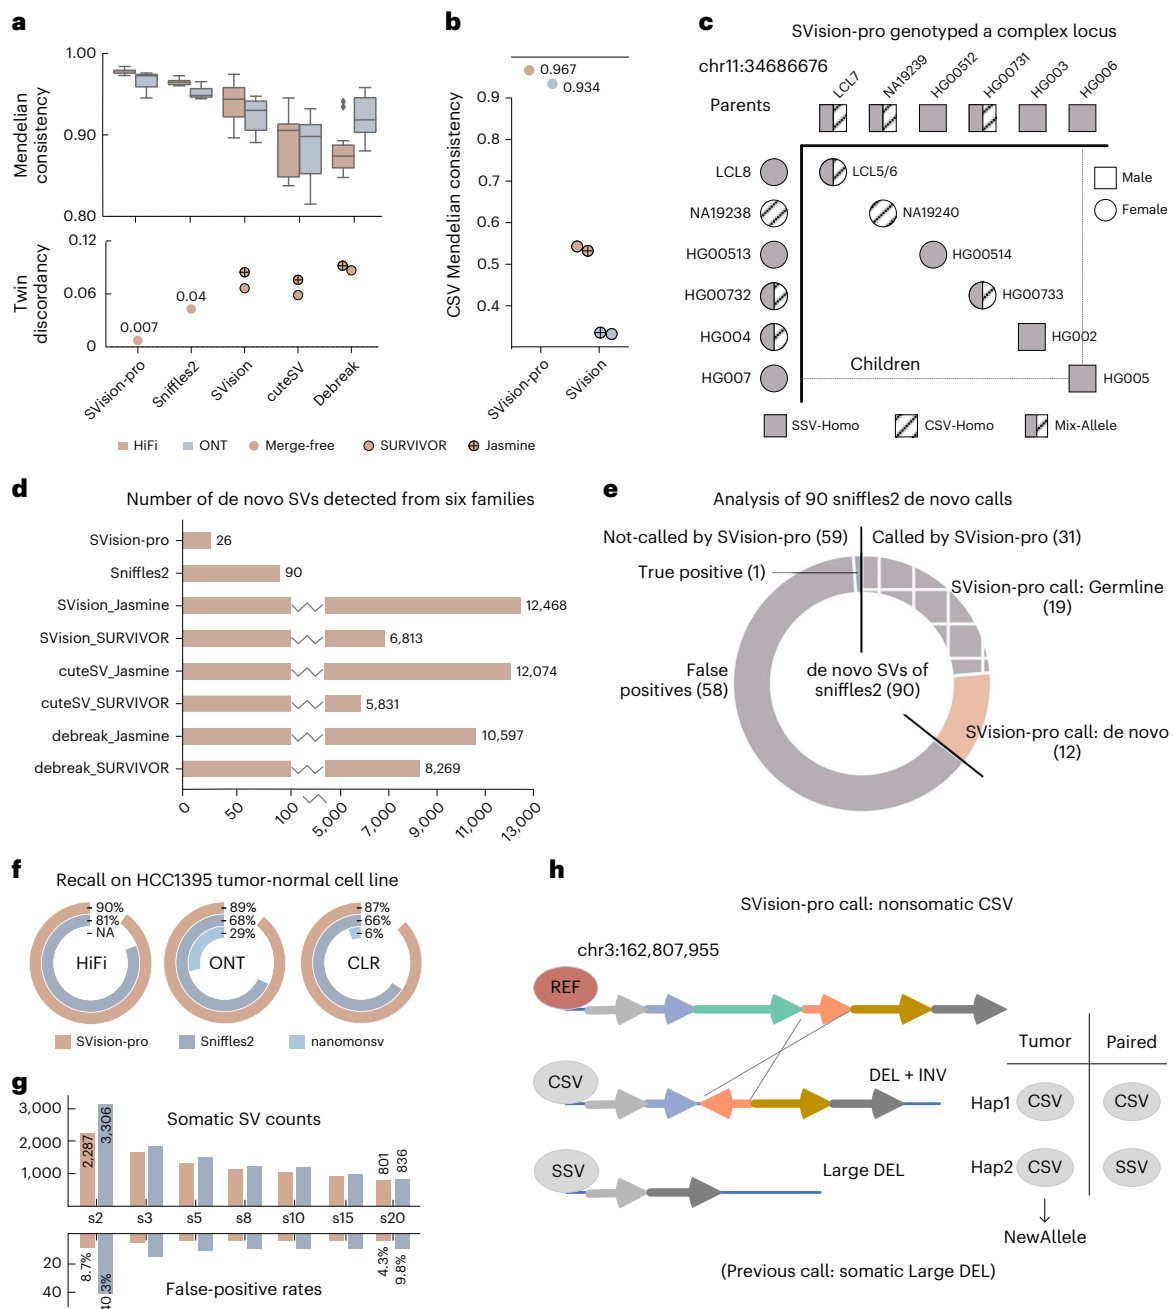 a
Mendelian
consistency
1.00
0.90
0.80
Twin
discordancy
0.12
0.06
0
0.007
0.04
SVision-pro
Sniffles2
SVision
cuteSV
Debreak
HiFi
ONT
Merge-free
SURVIVOR
Jasmine
b
CSV Mendelian consistency
0.9
0.8
0.7
0.6
0.5
0.4
0.967
0.934
SVision-pro
SVision
c
SVision-pro genotyped a complex locus
chr11:34686676
Parents
LCL7
NA19239
HG00512
HG00731
HG003
HG006
LCL8
NA19238
HG00513
HG00732
HG004
HG007
LCL5/6
NA19240
HG00514
HG00733
HG002
HG005
Children
Male
Female
SSV-Homo
CSV-Homo
Mix-Allele
d
Number of de novo SVs detected from six families
SVision-pro
26
Sniffles2
90
SVision_Jasmine
12,468
SVision_SURVIVOR
6,813
cuteSV_Jasmine
12,074
cuteSV_SURVIVOR
5,831
debreak_Jasmine
10,597
debreak_SURVIVOR
8,269
0
50
100
5,000
7,000
9,000
11,000
13,000
e
Analysis of 90 sniffles2 de novo calls
Not-called by SVision-pro (59)
Called by SVision-pro (31)
True positive (1)
SVision-pro call: Germline
(19)
False
positives (58)
de novo SVs of
sniffles2 (90)
SVision-pro call: de novo
(12)
f
Recall on HCC1395 tumor-normal cell line
90%
81%
NA
HiFi
89%
68%
29%
ONT
87%
66%
6%
CLR
SVision-pro
Sniffles2
nanomonsv
g
Somatic SV counts
3,000
2,000
1,000
2,287
3,306
801
836
s2
s3
s5
s8
s10
s15
s20
20
40
8.7%
40.3%
4.3%
9.8%
False-positive rates
h
SVision-pro call: nonsomatic CSV
chr3:162,807,955
REF
CSV
DEL + INV
SSV
Large DEL
Tumor
Paired
Hap1
CSV
CSV
Hap2
CSV
SSV
NewAllele
(Previous call: somatic Large DEL)